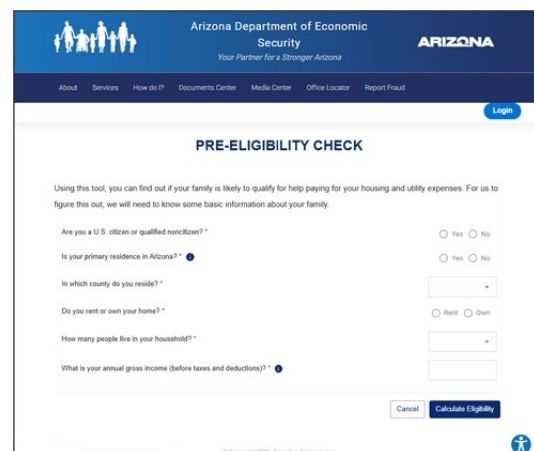 Arizona Department of Economic
Security
Your Partner for a Stronger Arizona
ARIZONA
About Services How do I? Documents Center Media Center Office Locator Report Fraud
Login
PRE-ELIGIBILITY CHECK
Using this tool, you can find out if your family is likely to qualify for help paying for your housing and utility expenses. For us to
figure this out, we will need to know some basic information about your family.
Are you a U.S. citizen or qualified noncitizen? * Yes No
Is your primary residence in Arizona? * Yes No
In which county do you reside? *
Do you rent or own your home? * Rent Own
How many people live in your household? *
What is your annual gross income (before taxes and deductions)? *
Cancel Calculate Eligibility